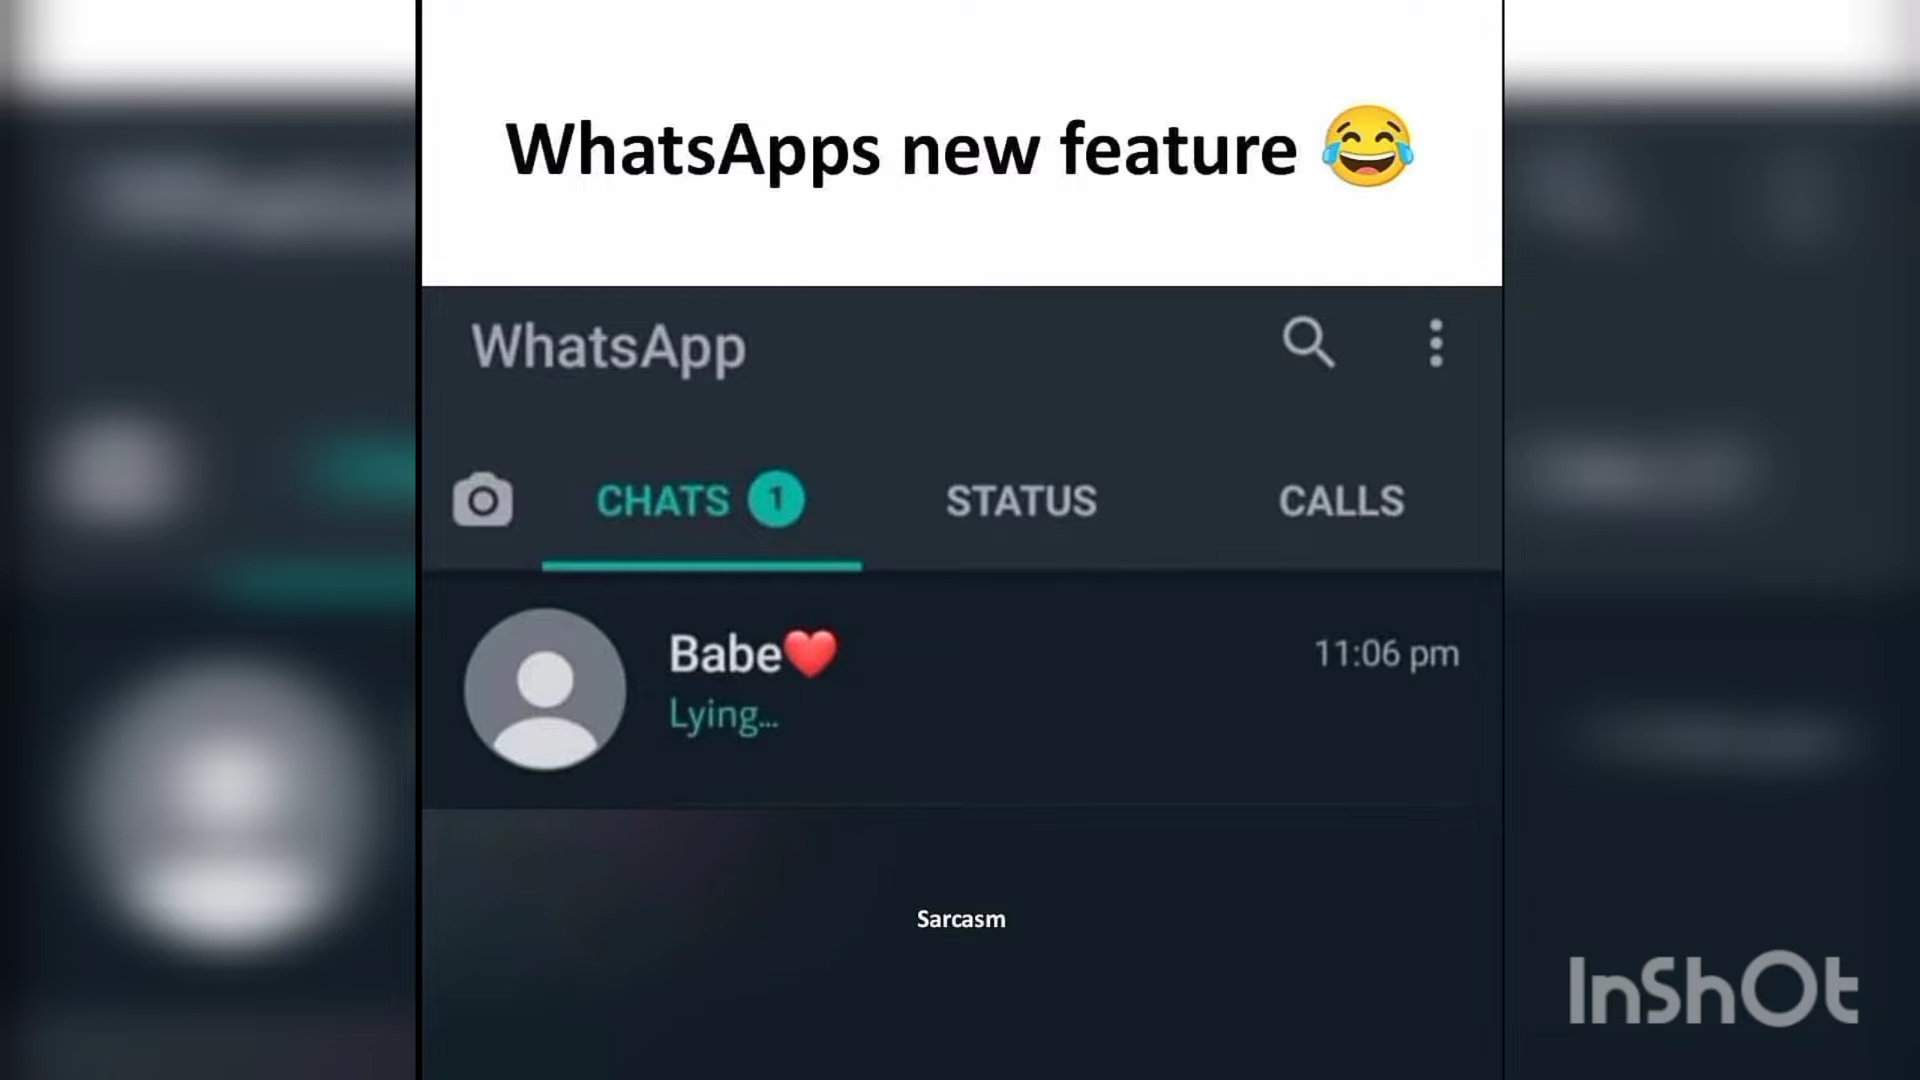 WhatsApps new feature 😂
WhatsApp
CHATS 1 STATUS CALLS
Babe❤️ 11:06 pm
Lying...
Sarcasm
InShOt